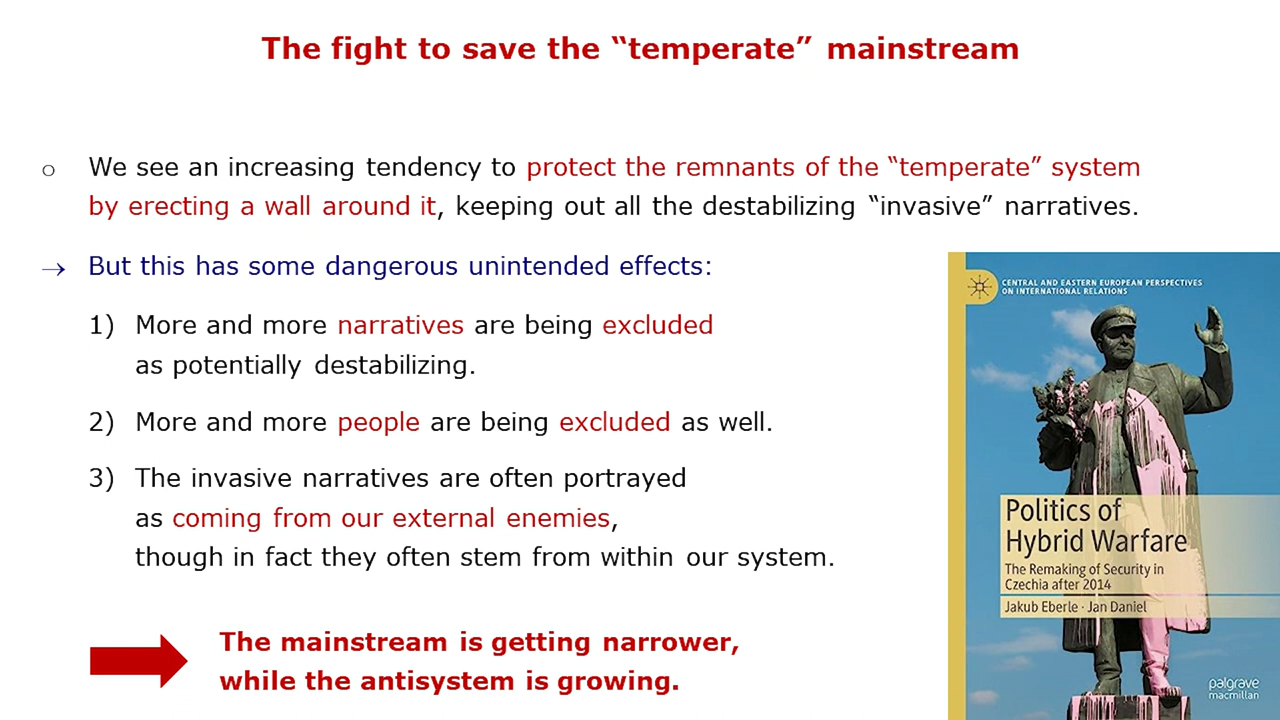 The fight to save the “temperate” mainstream
o We see an increasing tendency to protect the remnants of the “temperate” system
by erecting a wall around it, keeping out all the destabilizing “invasive” narratives.
→ But this has some dangerous unintended effects:
1) More and more narratives are being excluded
as potentially destabilizing.
2) More and more people are being excluded as well.
3) The invasive narratives are often portrayed
as coming from our external enemies,
though in fact they often stem from within our system.
The mainstream is getting narrower,
while the antisystem is growing.
CENTRAL AND EASTERN EUROPEAN PERSPECTIVES
ON INTERNATIONAL RELATIONS
Politics of
Hybrid Warfare
The Remaking of Security in
Czechia after 2014
Jakub Eberle · Jan Daniel
palgrave
macmillan